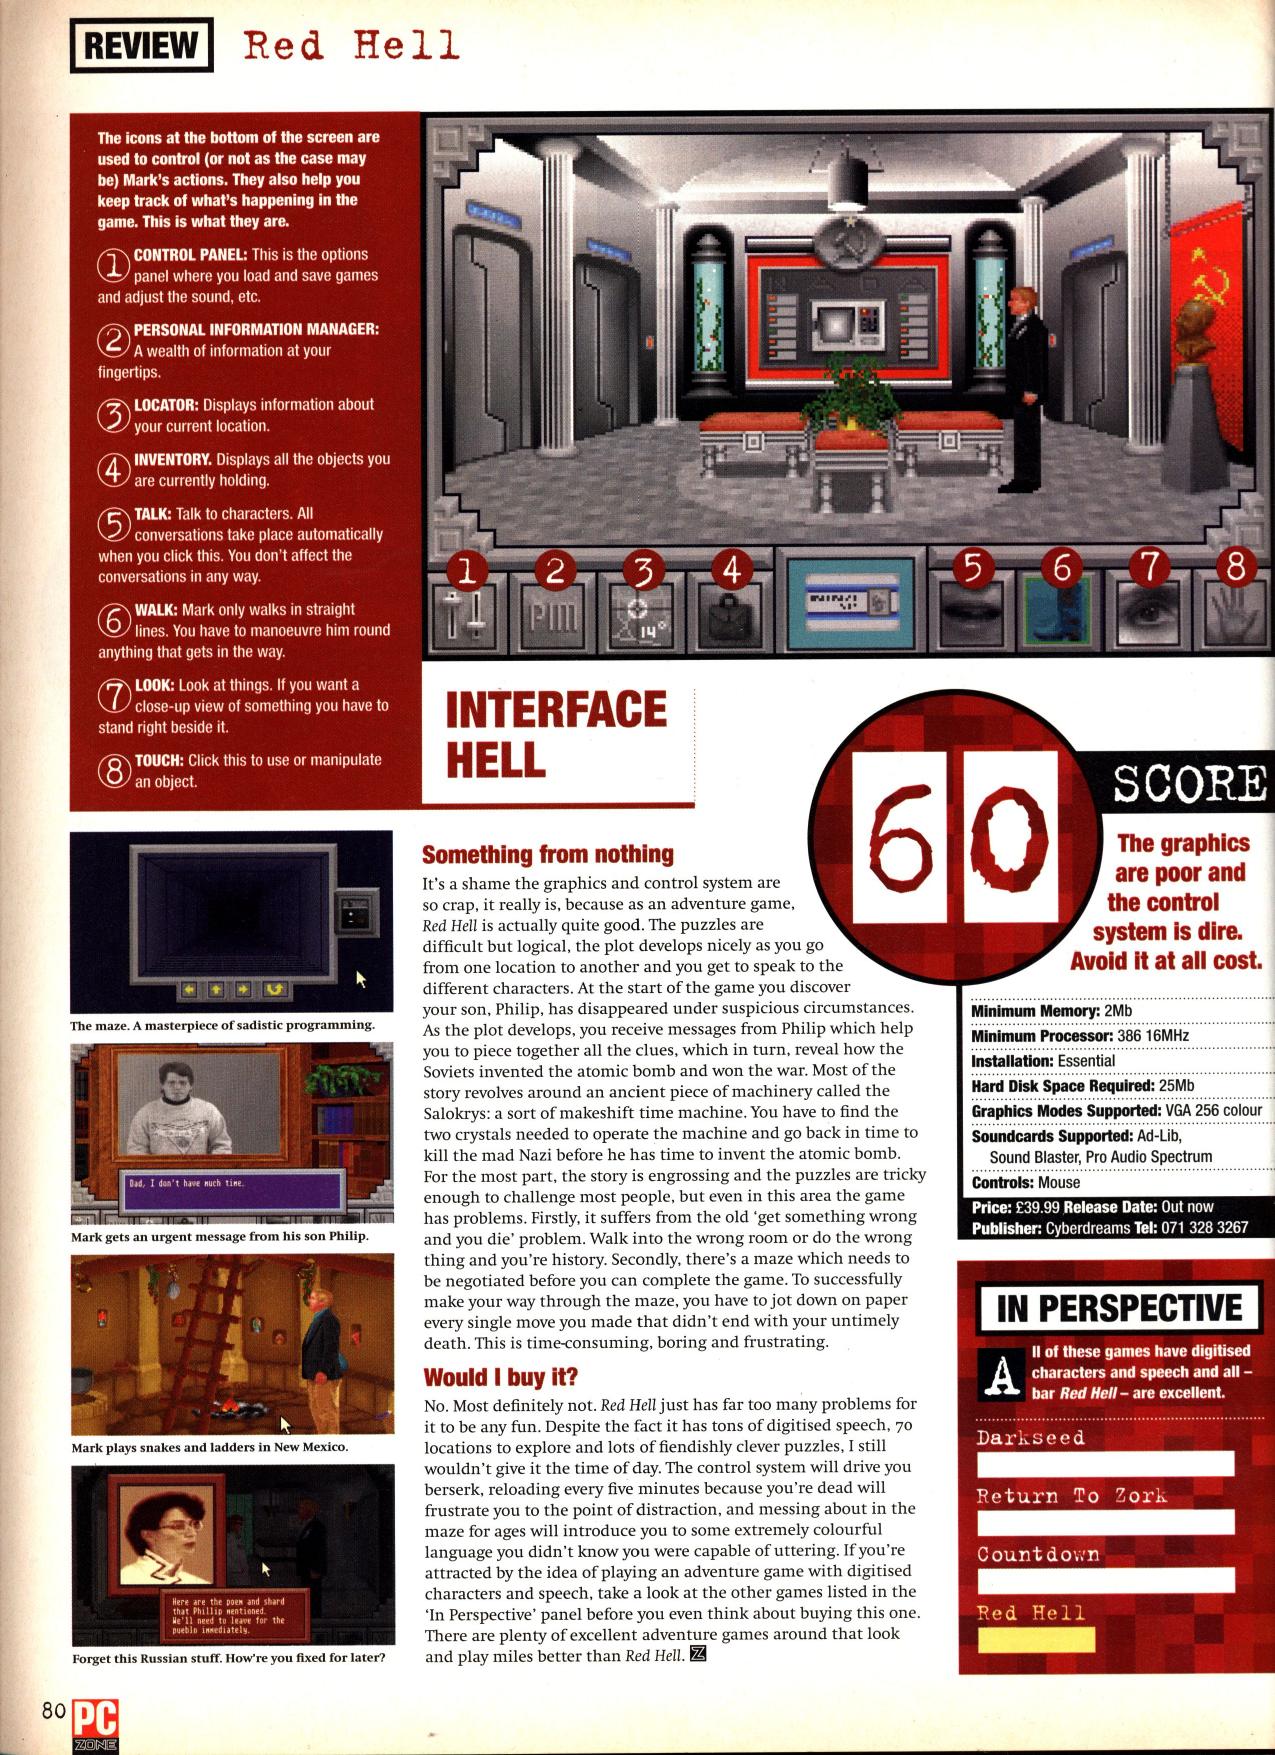 REVIEW Red Hell
The icons at the bottom of the screen are
used to control (or not as the case may
be) Mark's actions. They also help you
keep track of what's happening in the
game. This is what they are.
1 CONTROL PANEL: This is the options
panel where you load and save games
and adjust the sound, etc.
2 PERSONAL INFORMATION MANAGER:
A wealth of information at your
fingertips.
3 LOCATOR: Displays information about
your current location.
4 INVENTORY. Displays all the objects you
are currently holding.
5 TALK: Talk to characters. All
conversations take place automatically
when you click this. You don't affect the
conversations in any way.
6 WALK: Mark only walks in straight
lines. You have to manoeuvre him round
anything that gets in the way.
7 LOOK: Look at things. If you want a
close-up view of something you have to
stand right beside it.
8 TOUCH: Click this to use or manipulate
an object.
1 2 3 4 5 6 7 8
PIM
14°
INTERFACE
HELL
The maze. A masterpiece of sadistic programming.
Dad, I don't have much time.
Mark gets an urgent message from his son Philip.
Mark plays snakes and ladders in New Mexico.
Here are the poem and shard
that Phillip mentioned.
We'll need to leave for the
pueblo immediately.
Forget this Russian stuff. How're you fixed for later?
Something from nothing
It's a shame the graphics and control system are
so crap, it really is, because as an adventure game,
Red Hell is actually quite good. The puzzles are
difficult but logical, the plot develops nicely as you go
from one location to another and you get to speak to the
different characters. At the start of the game you discover
your son, Philip, has disappeared under suspicious circumstances.
As the plot develops, you receive messages from Philip which help
you to piece together all the clues, which in turn, reveal how the
Soviets invented the atomic bomb and won the war. Most of the
story revolves around an ancient piece of machinery called the
Salokrys: a sort of makeshift time machine. You have to find the
two crystals needed to operate the machine and go back in time to
kill the mad Nazi before he has time to invent the atomic bomb.
For the most part, the story is engrossing and the puzzles are tricky
enough to challenge most people, but even in this area the game
has problems. Firstly, it suffers from the old 'get something wrong
and you die' problem. Walk into the wrong room or do the wrong
thing and you're history. Secondly, there's a maze which needs to
be negotiated before you can complete the game. To successfully
make your way through the maze, you have to jot down on paper
every single move you made that didn't end with your untimely
death. This is time-consuming, boring and frustrating.
Would I buy it?
No. Most definitely not. Red Hell just has far too many problems for
it to be any fun. Despite the fact it has tons of digitised speech, 70
locations to explore and lots of fiendishly clever puzzles, I still
wouldn't give it the time of day. The control system will drive you
berserk, reloading every five minutes because you're dead will
frustrate you to the point of distraction, and messing about in the
maze for ages will introduce you to some extremely colourful
language you didn't know you were capable of uttering. If you're
attracted by the idea of playing an adventure game with digitised
characters and speech, take a look at the other games listed in the
'In Perspective' panel before you even think about buying this one.
There are plenty of excellent adventure games around that look
and play miles better than Red Hell. Z
60
SCORE
The graphics
are poor and
the control
system is dire.
Avoid it at all cost.
Minimum Memory: 2Mb
Minimum Processor: 386 16MHz
Installation: Essential
Hard Disk Space Required: 25Mb
Graphics Modes Supported: VGA 256 colour
Soundcards Supported: Ad-Lib,
Sound Blaster, Pro Audio Spectrum
Controls: Mouse
Price: £39.99 Release Date: Out now
Publisher: Cyberdreams Tel: 071 328 3267
IN PERSPECTIVE
All of these games have digitised
characters and speech and all –
bar Red Hell – are excellent.
Darkseed
Return To Zork
Countdown
Red Hell
80 PC
ZONE